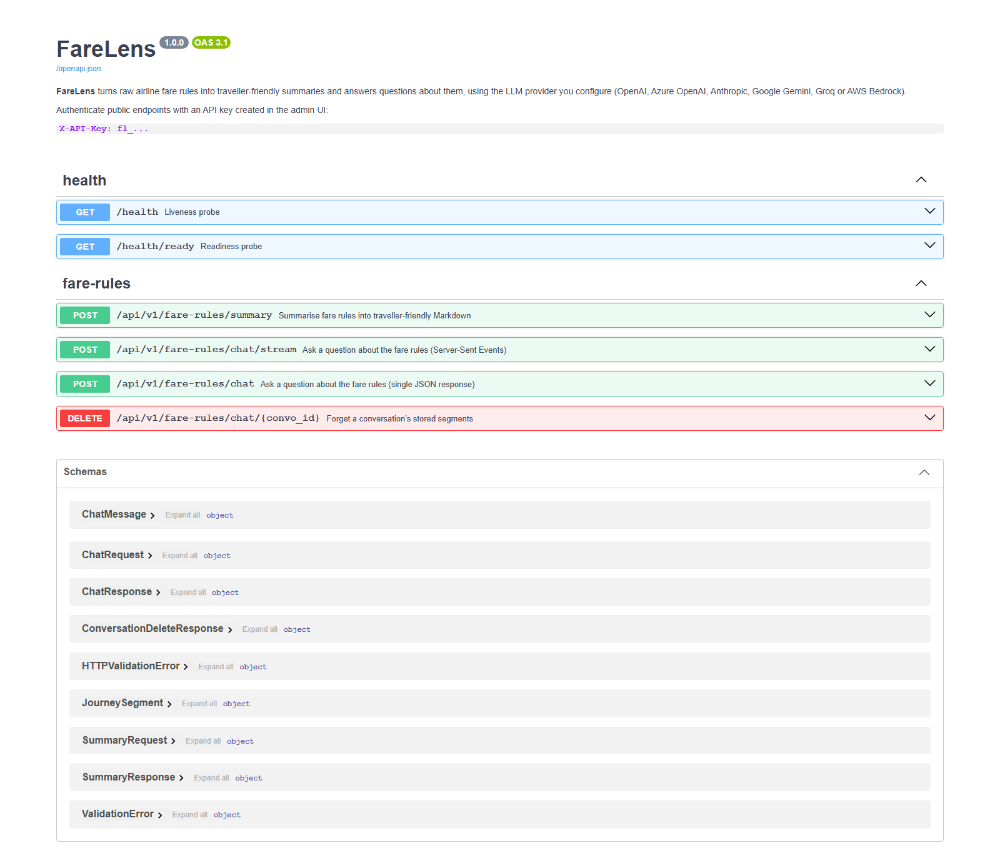 FareLens 1.0.0 OAS 3.1
/openapi.json
FareLens turns raw airline fare rules into traveller-friendly summaries and answers questions about them, using the LLM provider you configure (OpenAI, Azure OpenAI, Anthropic, Google Gemini, Groq or AWS Bedrock).
Authenticate public endpoints with an API key created in the admin UI:
X-API-Key: fl_...
health
GET /health Liveness probe
GET /health/ready Readiness probe
fare-rules
POST /api/v1/fare-rules/summary Summarise fare rules into traveller-friendly Markdown
POST /api/v1/fare-rules/chat/stream Ask a question about the fare rules (Server-Sent Events)
POST /api/v1/fare-rules/chat Ask a question about the fare rules (single JSON response)
DELETE /api/v1/fare-rules/chat/{convo_id} Forget a conversation's stored segments
Schemas
ChatMessage Expand all object
ChatRequest Expand all object
ChatResponse Expand all object
ConversationDeleteResponse Expand all object
HTTPValidationError Expand all object
JourneySegment Expand all object
SummaryRequest Expand all object
SummaryResponse Expand all object
ValidationError Expand all object